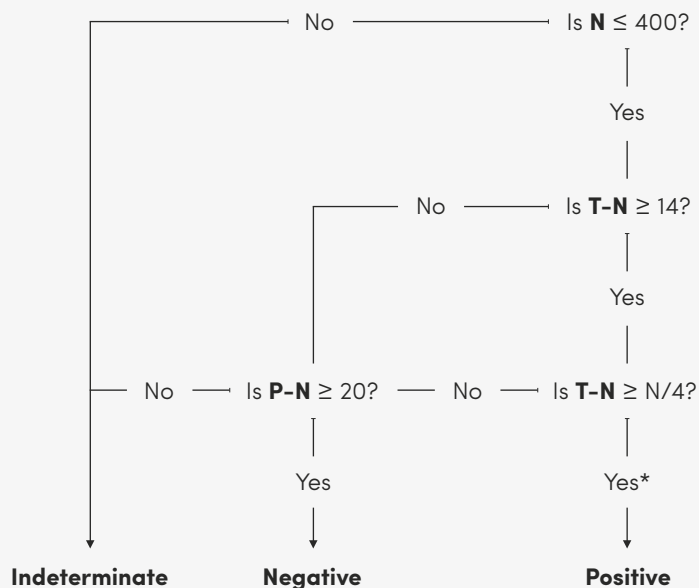 No
Is N ≤ 400?
Yes
No
Is T-N ≥ 14?
Yes
No
Is P-N ≥ 20?
No
Is T-N ≥ N/4?
Yes
Yes*
Indeterminate
Negative
Positive